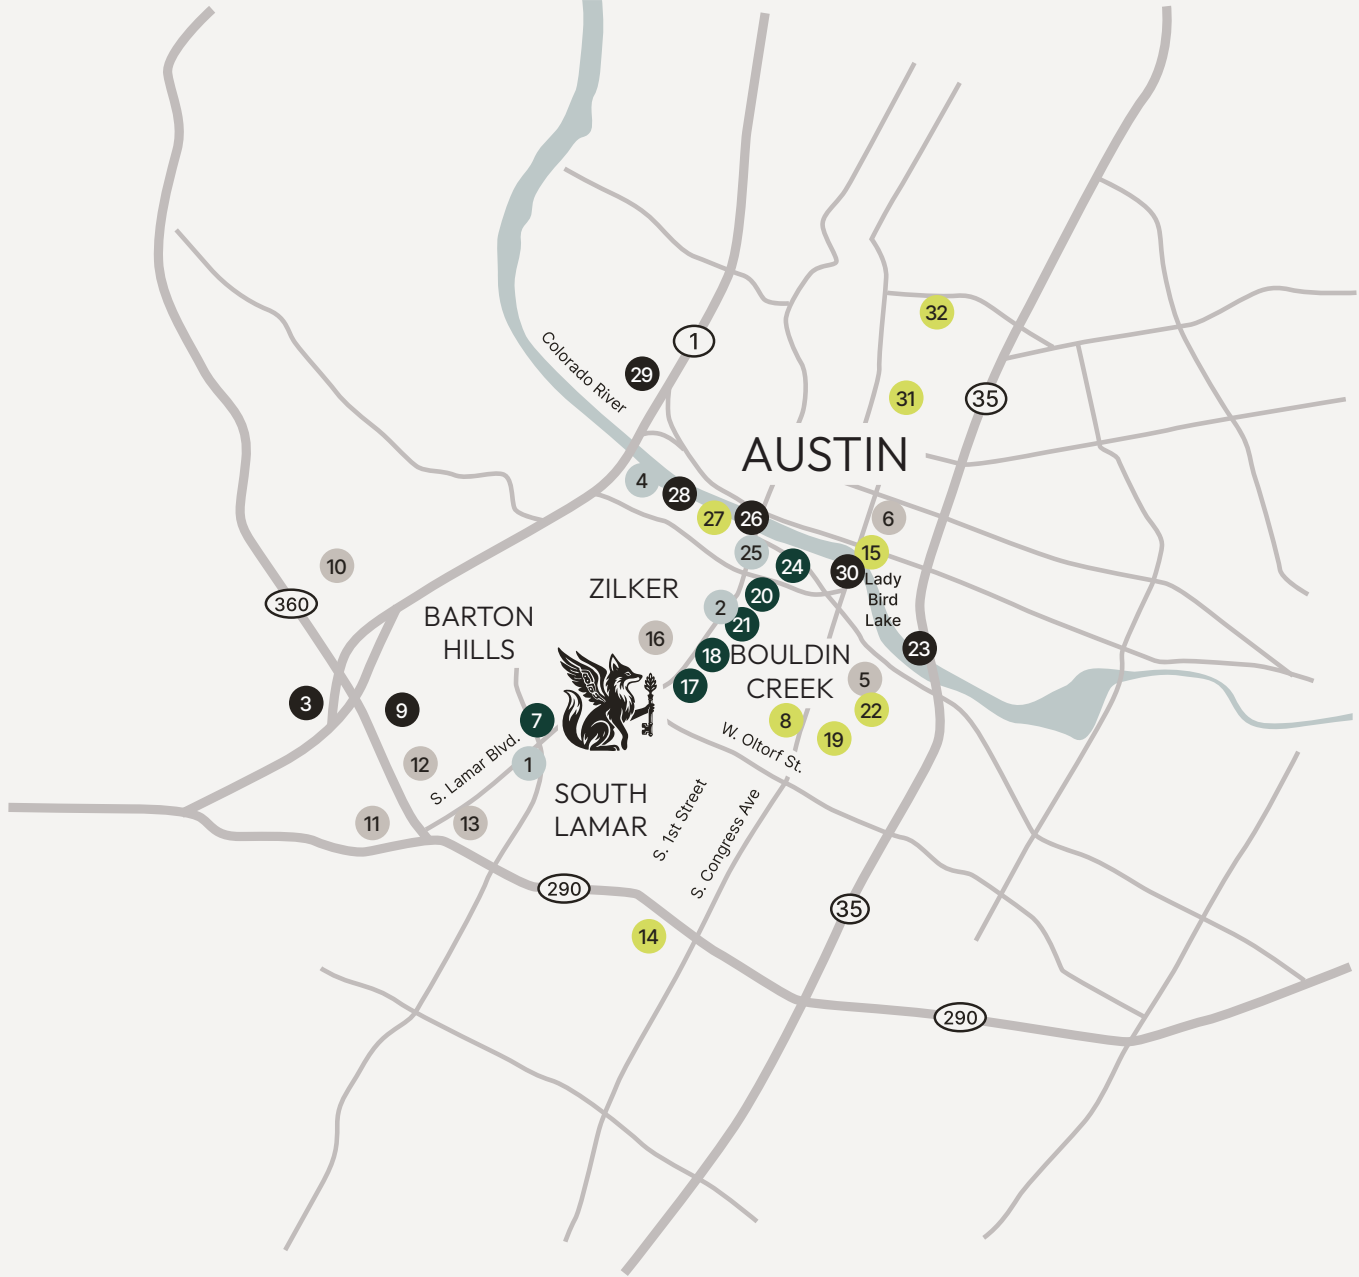 32
1
Colorado River
29
31
35
AUSTIN
4
28
27
26
6
25
15
24
30
Lady
Bird
Lake
10
360
ZILKER
20
2
21
BARTON
HILLS
16
18
BOULDIN
CREEK
23
17
5
3
9
7
8
22
19
W. Oltorf St.
12
S. Lamar Blvd.
1
SOUTH
LAMAR
11
13
S. 1st Street
S. Congress Ave
290
35
14
290